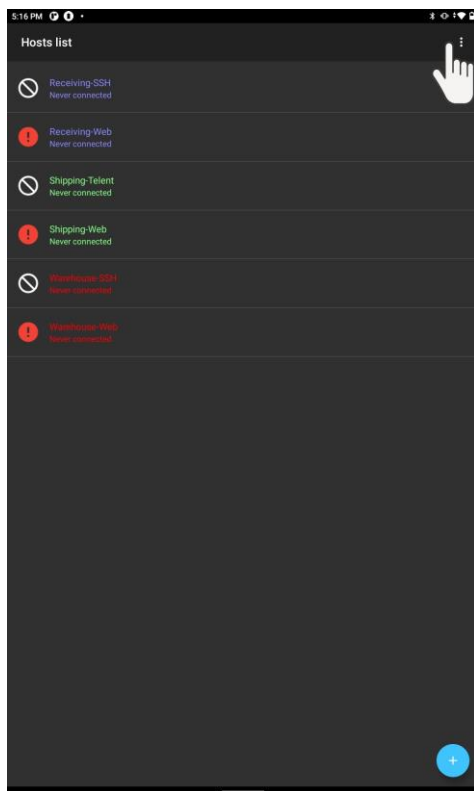 5:16 PM
Hosts list
Receiving-SSH
Never connected
Receiving-Web
Never connected
Shipping-Telent
Never connected
Shipping-Web
Never connected
Warehouse-SSH
Never connected
Warehouse-Web
Never connected